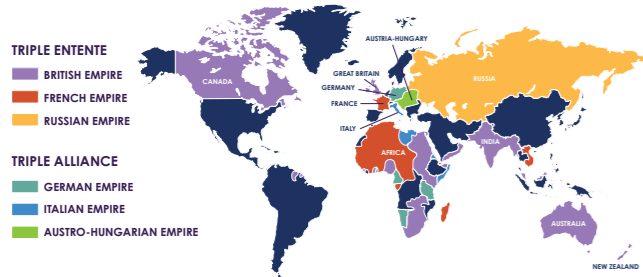 TRIPLE ENTENTE
BRITISH EMPIRE
FRENCH EMPIRE
RUSSIAN EMPIRE
TRIPLE ALLIANCE
GERMAN EMPIRE
ITALIAN EMPIRE
AUSTRO-HUNGARIAN EMPIRE
AUSTRIA-HUNGARY
CANADA
GREAT BRITAIN
RUSSIA
GERMANY
FRANCE
ITALY
AFRICA
INDIA
AUSTRALIA
NEW ZEALAND